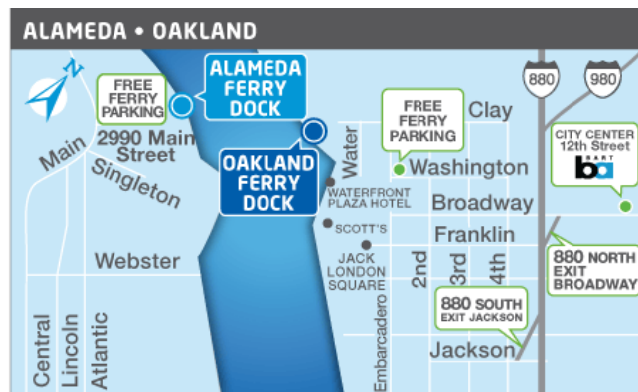 ALAMEDA • OAKLAND
N
FREE
FERRY
PARKING
ALAMEDA
FERRY
DOCK
2990 Main
Street
Main
Singleton
OAKLAND
FERRY
DOCK
Water
WATERFRONT
PLAZA HOTEL
SCOTT'S
JACK
LONDON
SQUARE
FREE
FERRY
PARKING
Clay
Washington
Broadway
Franklin
Jackson
Embarcadero
2nd
3rd
4th
880
980
CITY CENTER
12th Street
BART
ba
880 NORTH
EXIT
BROADWAY
880 SOUTH
EXIT JACKSON
Webster
Central
Lincoln
Atlantic